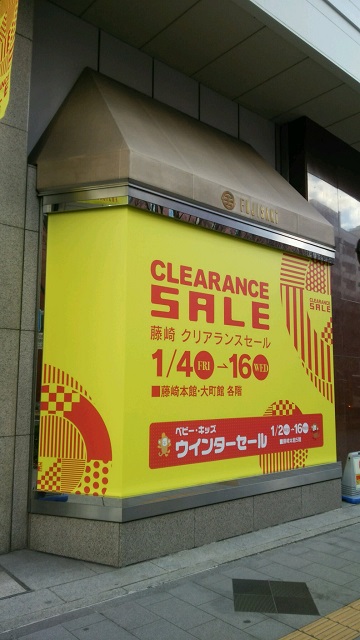 FUJISAKI
CLEARANCE
SALE
藤崎 クリアランスセール
1/4 FRI → 16 WED
■藤崎本館・大町館 各階
ベビー・キッズ
ウインターセール
1/2 → 16
CLEARANCE
SALE